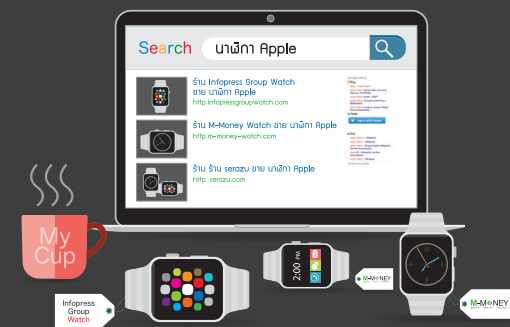 Search นาฬิกา Apple
ร้าน Infopress Group Watch
ขาย นาฬิกา Apple
http.infopressgroupwatch.com
ร้าน M-Money Watch ขาย นาฬิกา Apple
http.m-money-watch.com
ร้าน ร้าน serazu ขาย นาฬิกา Apple
http. serazu.com
My
Cup
2:00 PM
M-MONEY
Infopress
Group
Watch
M-MONEY